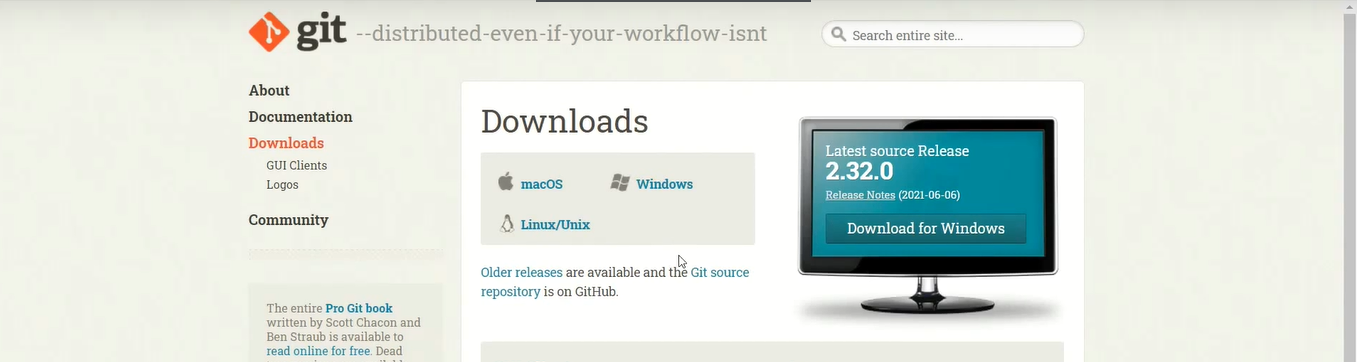 git --distributed-even-if-your-workflow-isnt
Search entire site...
About
Documentation
Downloads
GUI Clients
Logos
Community
The entire Pro Git book
written by Scott Chacon and
Ben Straub is available to
read online for free. Dead
Downloads
macOS
Windows
Linux/Unix
Older releases are available and the Git source
repository is on GitHub.
Latest source Release
2.32.0
Release Notes (2021-06-06)
Download for Windows